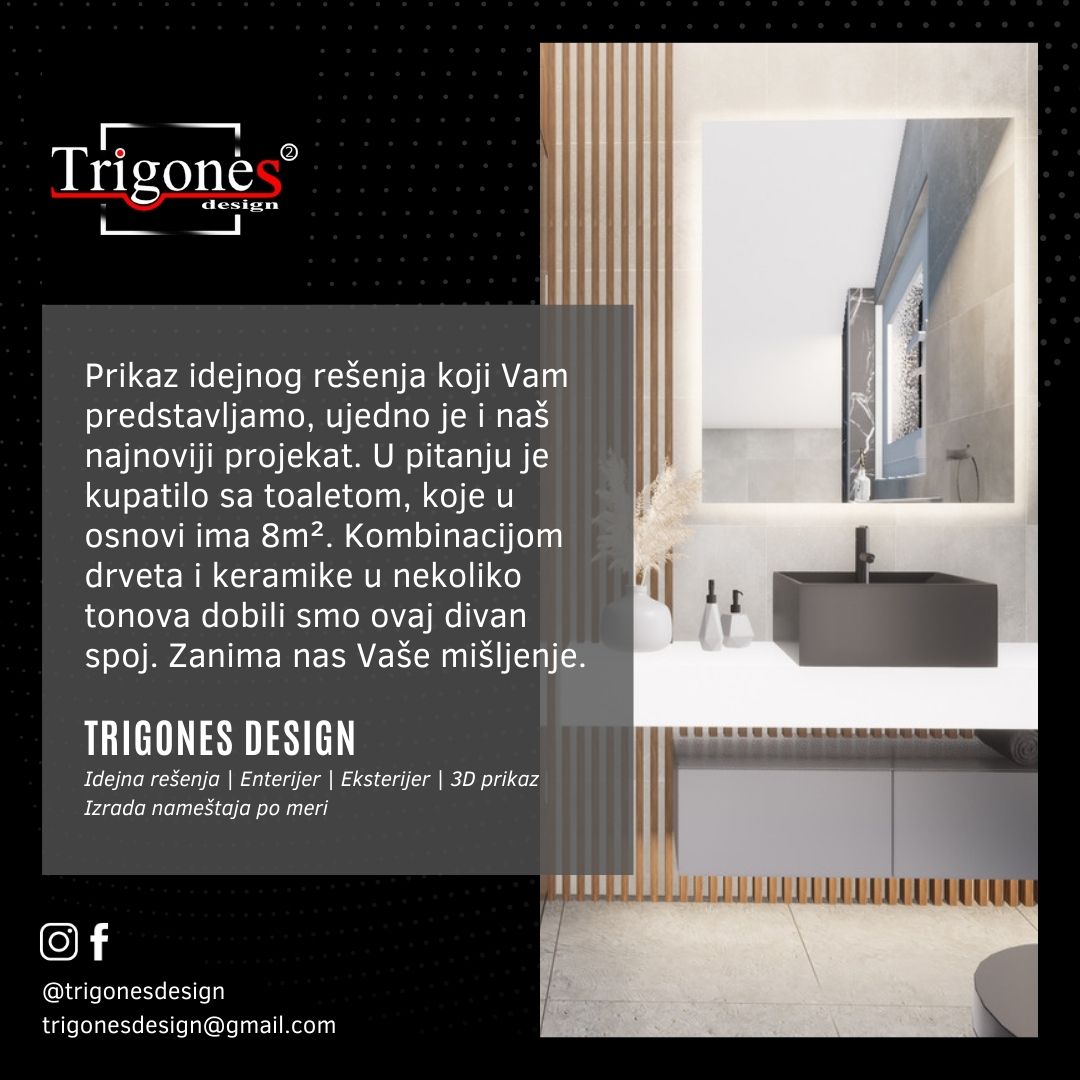 Trigones②
design
Prikaz idejnog rešenja koji Vam
predstavljamo, ujedno je i naš
najnoviji projekat. U pitanju je
kupatilo sa toaletom, koje u
osnovi ima 8m². Kombinacijom
drveta i keramike u nekoliko
tonova dobili smo ovaj divan
spoj. Zanima nas Vaše mišljenje.
TRIGONES DESIGN
Idejna rešenja | Enterijer | Eksterijer | 3D prikaz
Izrada nameštaja po meri
@trigonesdesign
trigonesdesign@gmail.com